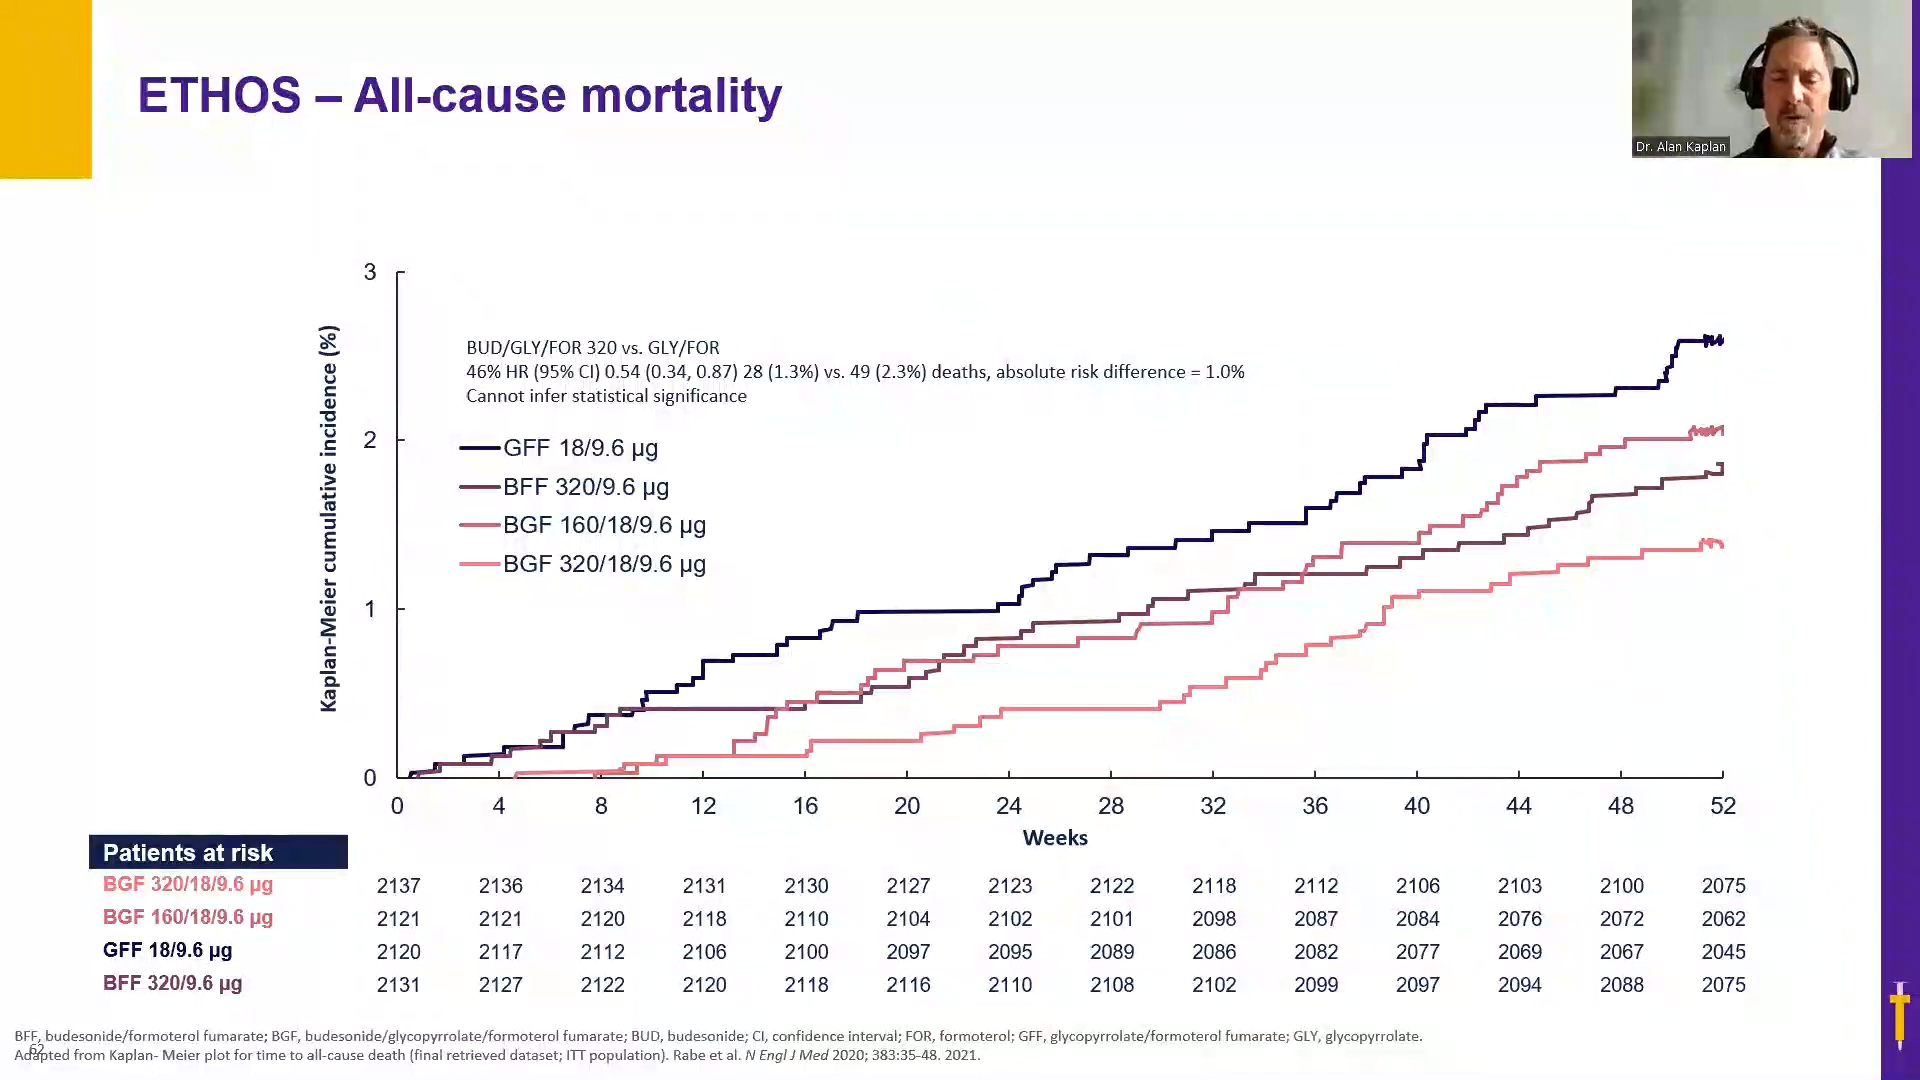 ETHOS – All-cause mortality
Dr. Alan Kaplan
Kaplan-Meier cumulative incidence (%)
3
2
1
0
BUD/GLY/FOR 320 vs. GLY/FOR
46% HR (95% CI) 0.54 (0.34, 0.87) 28 (1.3%) vs. 49 (2.3%) deaths, absolute risk difference = 1.0%
Cannot infer statistical significance
GFF 18/9.6 µg
BFF 320/9.6 µg
BGF 160/18/9.6 µg
BGF 320/18/9.6 µg
0 4 8 12 16 20 24 28 32 36 40 44 48 52
Weeks
Patients at risk
BGF 320/18/9.6 µg 2137 2136 2134 2131 2130 2127 2123 2122 2118 2112 2106 2103 2100 2075
BGF 160/18/9.6 µg 2121 2121 2120 2118 2110 2104 2102 2101 2098 2087 2084 2076 2072 2062
GFF 18/9.6 µg 2120 2117 2112 2106 2100 2097 2095 2089 2086 2082 2077 2069 2067 2045
BFF 320/9.6 µg 2131 2127 2122 2120 2118 2116 2110 2108 2102 2099 2097 2094 2088 2075
BFF, budesonide/formoterol fumarate; BGF, budesonide/glycopyrrolate/formoterol fumarate; BUD, budesonide; CI, confidence interval; FOR, formoterol; GFF, glycopyrrolate/formoterol fumarate; GLY, glycopyrrolate.
Adapted from Kaplan- Meier plot for time to all-cause death (final retrieved dataset; ITT population). Rabe et al. N Engl J Med 2020; 383:35-48. 2021.
62